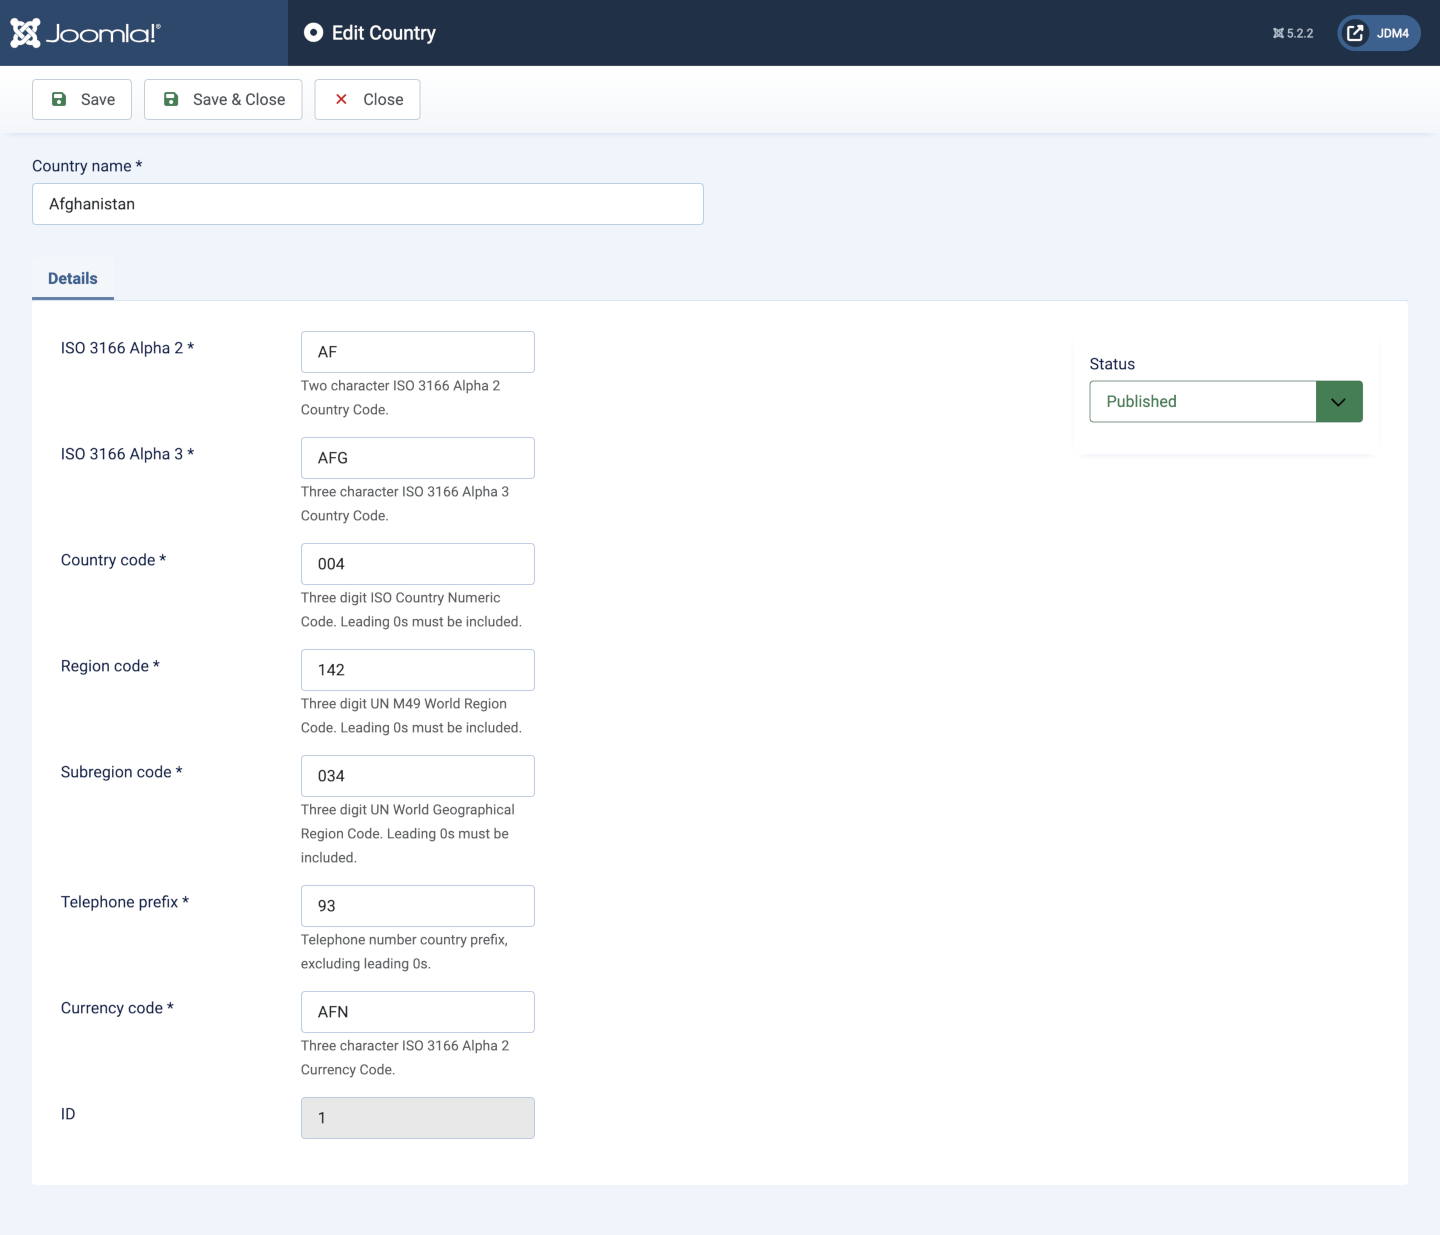 Joomla!®
Edit Country
5.2.2
JDM4
Save
Save & Close
Close
Country name *
Afghanistan
Details
ISO 3166 Alpha 2 *
AF
Two character ISO 3166 Alpha 2
Country Code.
Status
Published
ISO 3166 Alpha 3 *
AFG
Three character ISO 3166 Alpha 3
Country Code.
Country code *
004
Three digit ISO Country Numeric
Code. Leading 0s must be included.
Region code *
142
Three digit UN M49 World Region
Code. Leading 0s must be included.
Subregion code *
034
Three digit UN World Geographical
Region Code. Leading 0s must be
included.
Telephone prefix *
93
Telephone number country prefix,
excluding leading 0s.
Currency code *
AFN
Three character ISO 3166 Alpha 2
Currency Code.
ID
1